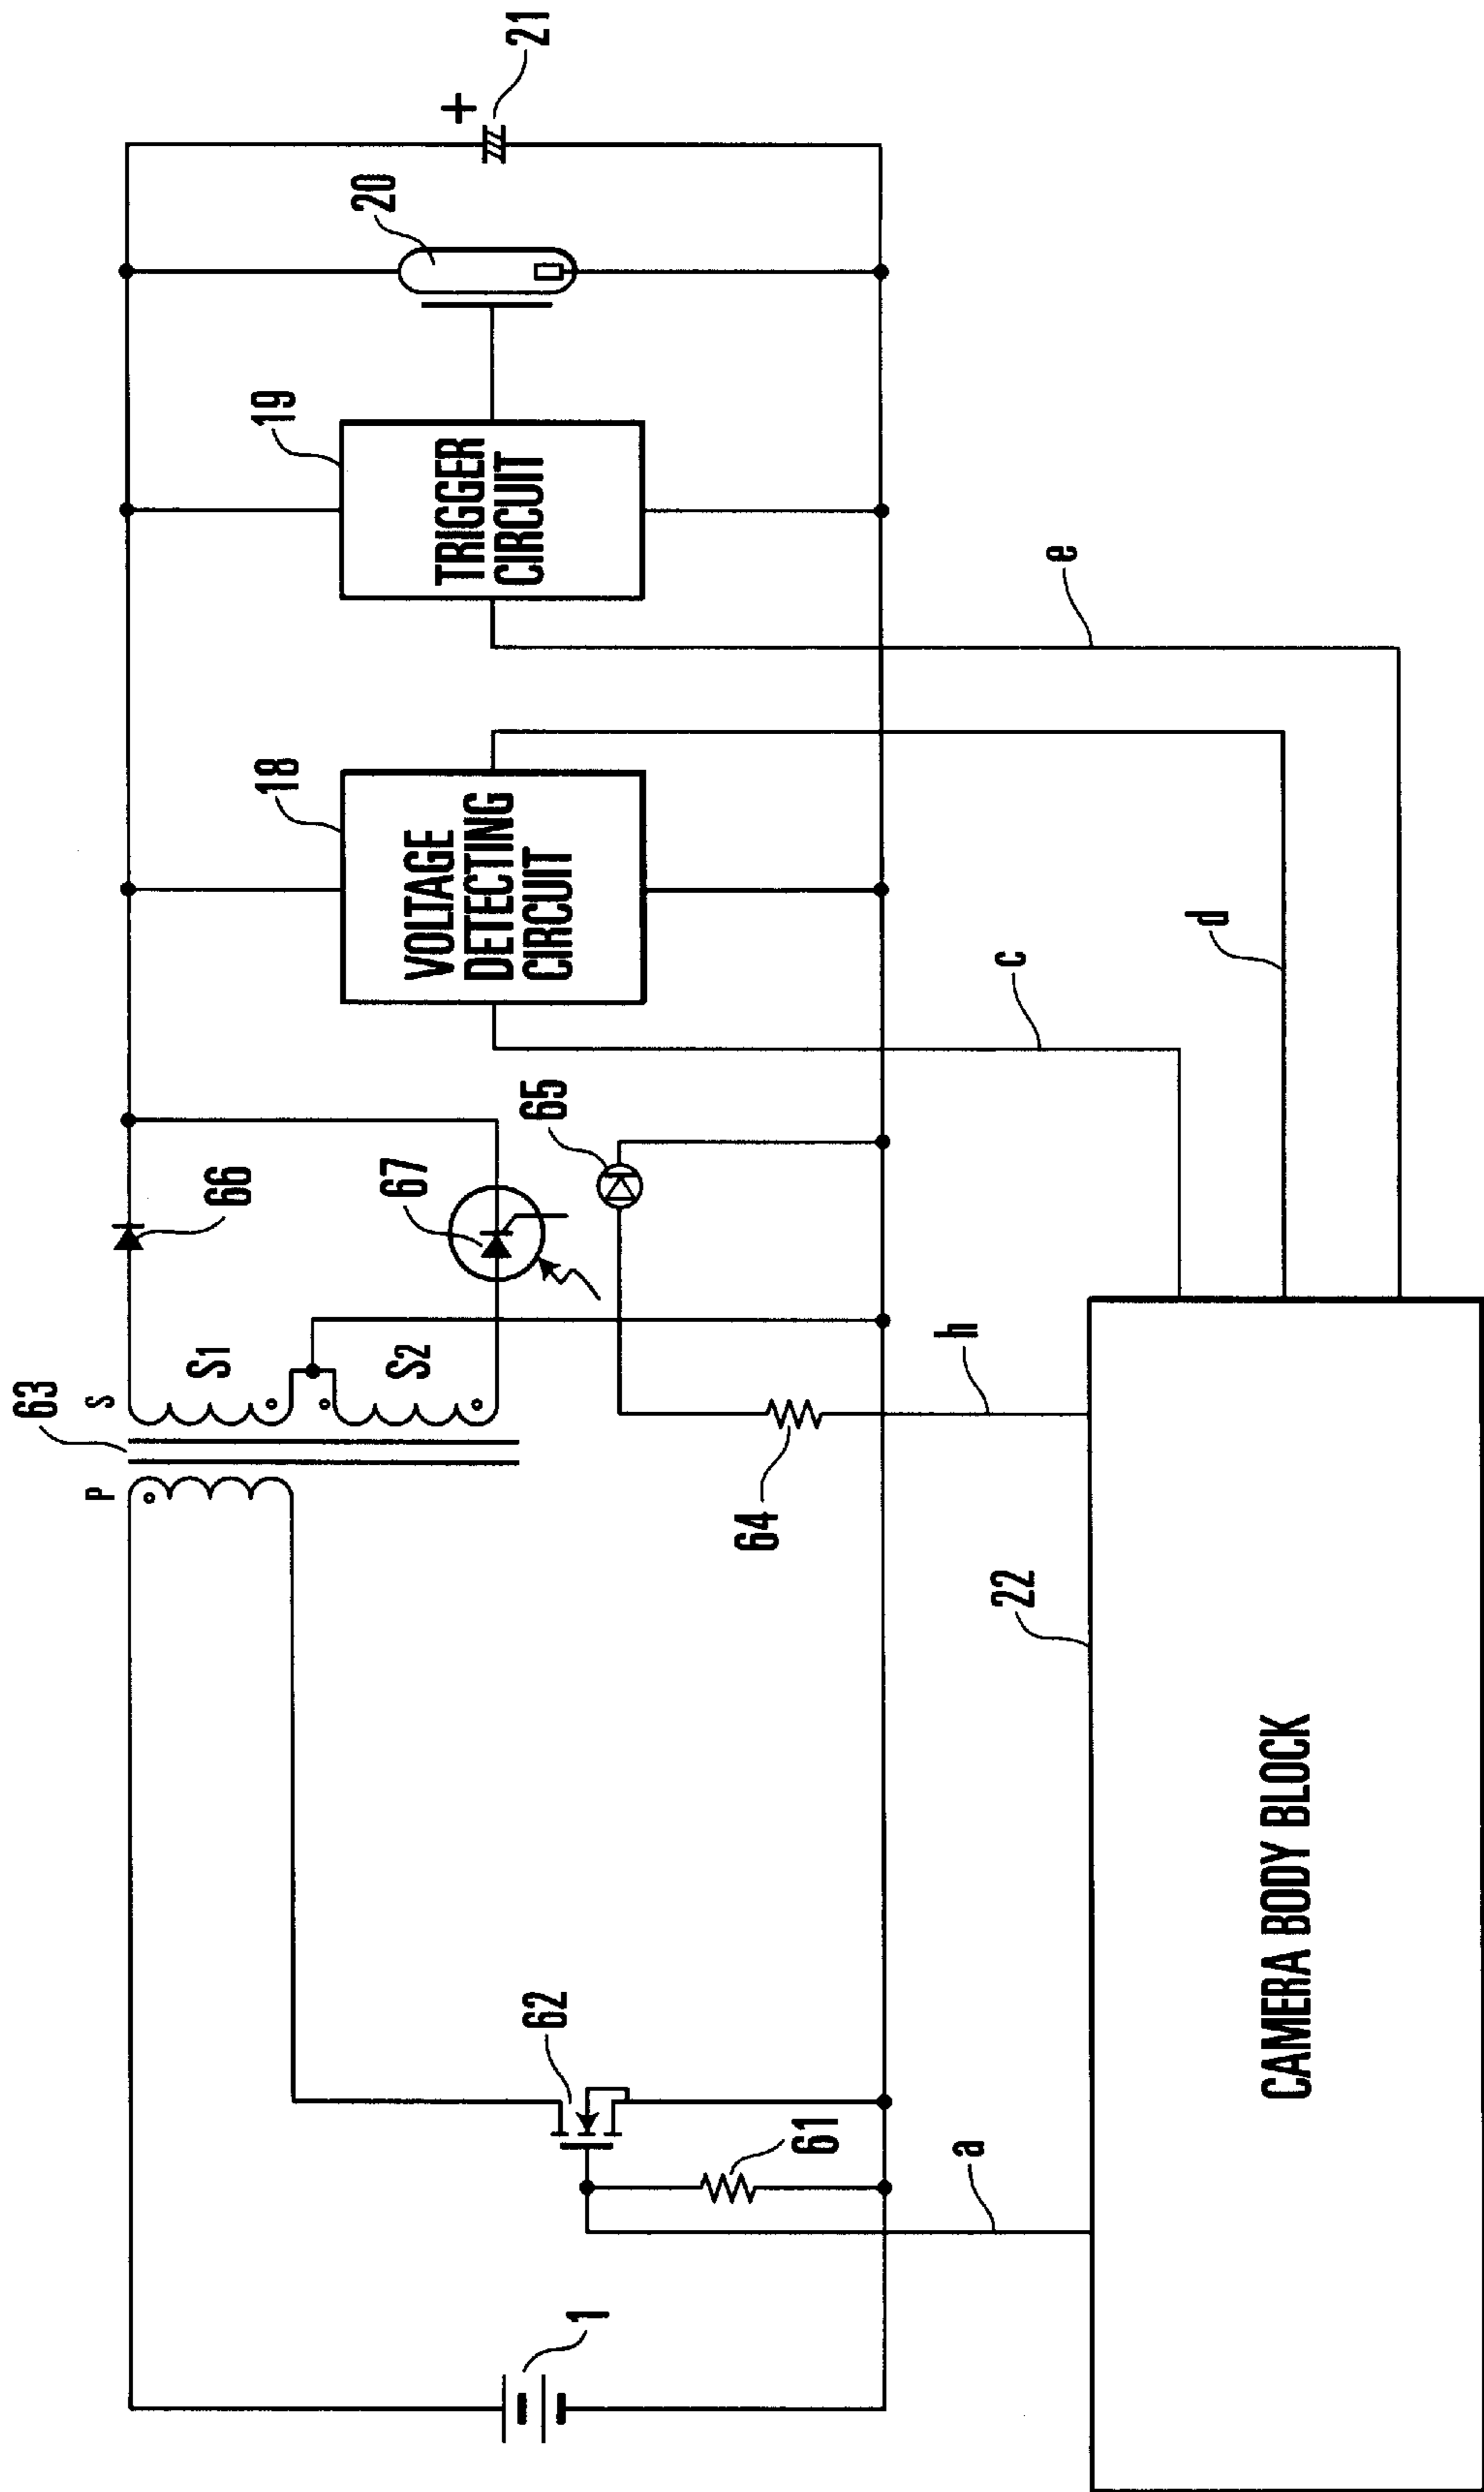 63
P
S
S1
S2
66
67
65
64
18
VOLTAGE
DETECTING
CIRCUIT
19
TRIGGER
CIRCUIT
20
+
21
1
62
61
a
h
c
d
e
22
CAMERA BODY BLOCK